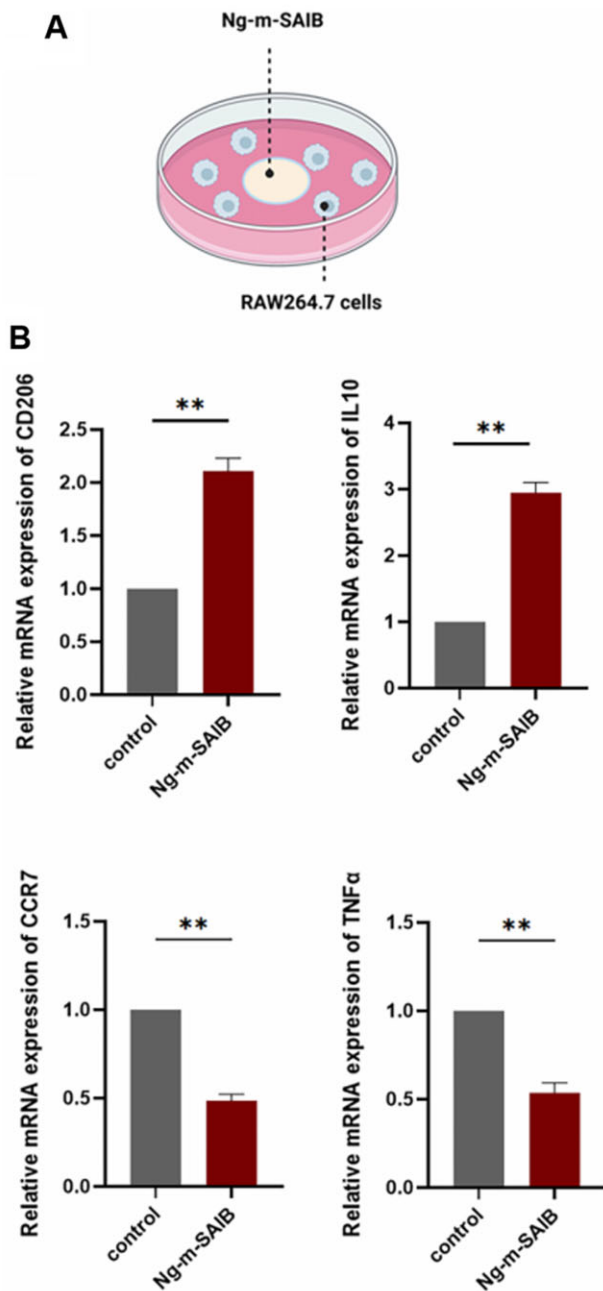 A
Ng-m-SAIB
RAW264.7 cells
B
Relative mRNA expression of CD206
**
2.5
2.0
1.5
1.0
0.5
0.0
control
Ng-m-SAIB
Relative mRNA expression of IL10
**
4
3
2
1
0
control
Ng-m-SAIB
Relative mRNA expression of CCR7
**
1.5
1.0
0.5
0.0
control
Ng-m-SAIB
Relative mRNA expression of TNFα
**
1.5
1.0
0.5
0.0
control
Ng-m-SAIB